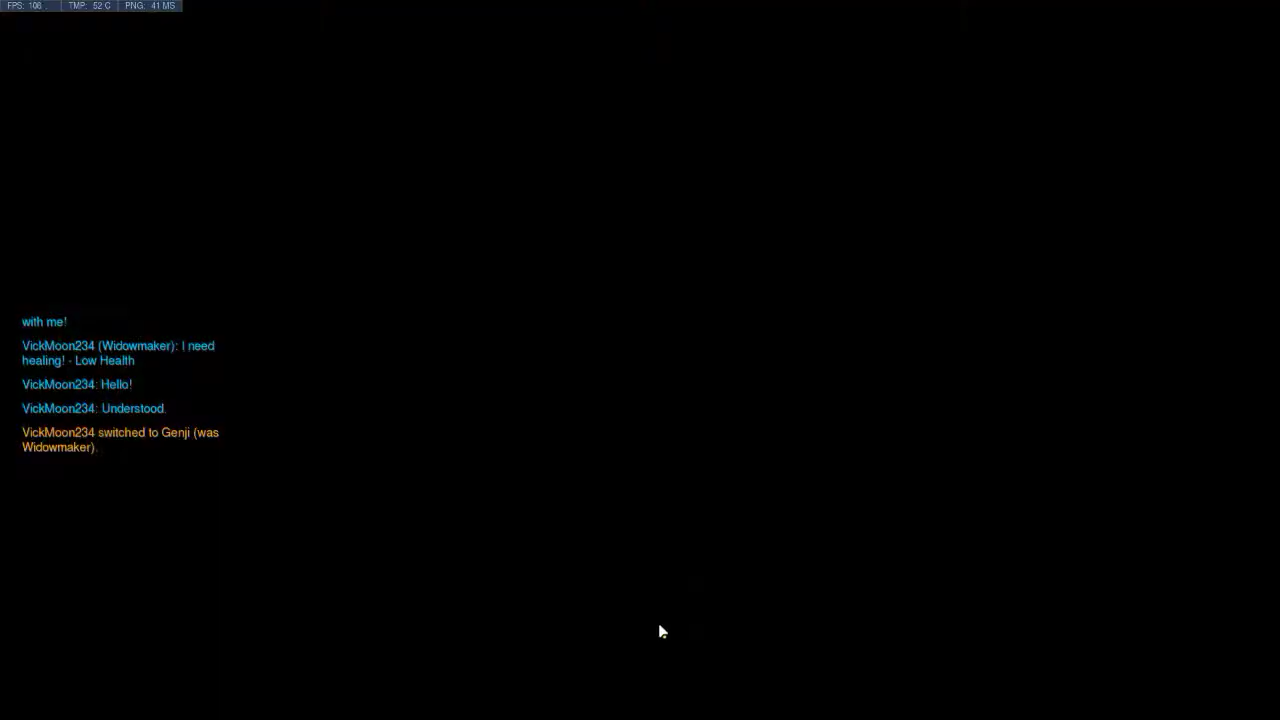 FPS: 106 . TMP: 52 C PNG: 41 MS
with me!
VickMoon234 (Widowmaker): I need
healing! - Low Health
VickMoon234: Hello!
VickMoon234: Understood.
VickMoon234 switched to Genji (was
Widowmaker).